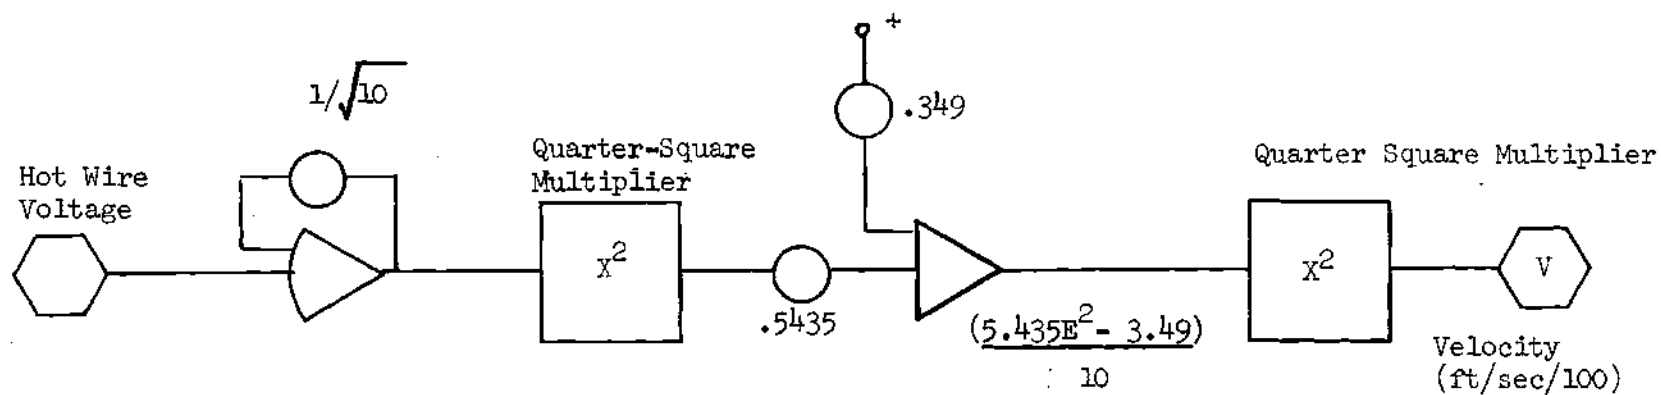 1/√10
+
.349
Hot Wire
Voltage
Quarter-Square
Multiplier
X²
.5435
(5.435E² - 3.49)
10
Quarter Square Multiplier
X²
V
Velocity
(ft/sec/100)